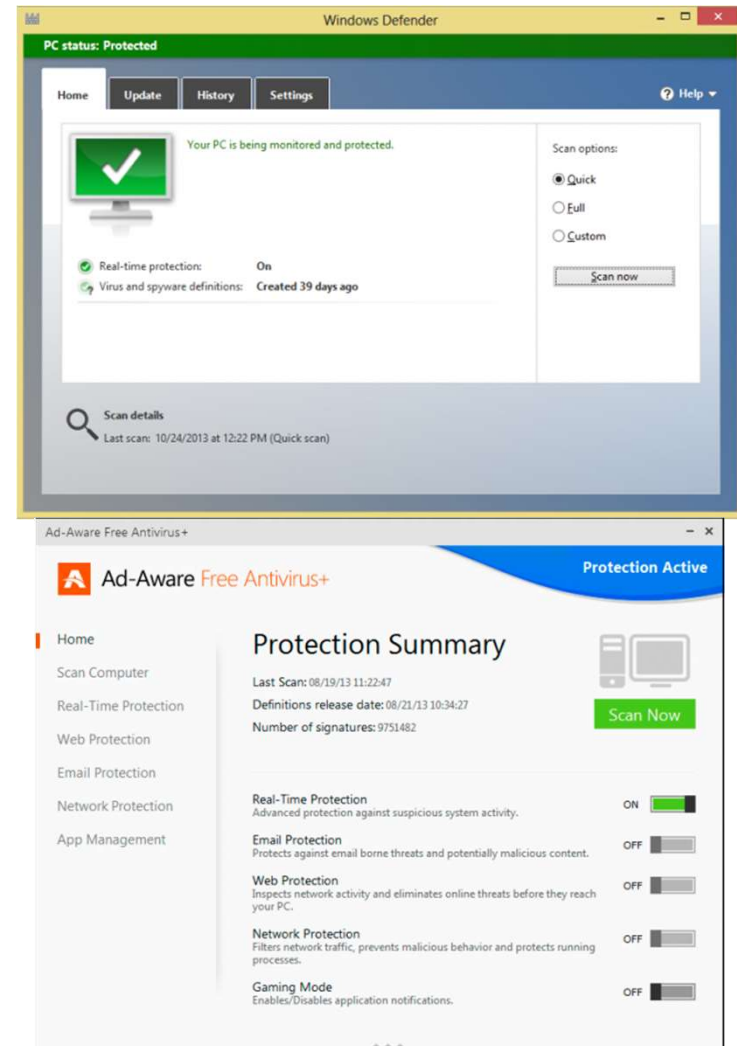 Windows Defender
PC status: Protected
Home Update History Settings Help
Your PC is being monitored and protected.
Scan options:
Quick
Full
Custom
Scan now
Real-time protection: On
Virus and spyware definitions: Created 39 days ago
Scan details
Last scan: 10/24/2013 at 12:22 PM (Quick scan)
Ad-Aware Free Antivirus+
Ad-Aware Free Antivirus+
Protection Active
Home
Scan Computer
Real-Time Protection
Web Protection
Email Protection
Network Protection
App Management
Protection Summary
Last Scan: 08/19/13 11:22:47
Definitions release date: 08/21/13 10:34:27
Number of signatures: 9751482
Scan Now
Real-Time Protection
Advanced protection against suspicious system activity.
ON
Email Protection
Protects against email borne threats and potentially malicious content.
OFF
Web Protection
Inspects network activity and eliminates online threats before they reach
your PC.
OFF
Network Protection
Filters network traffic, prevents malicious behavior and protects running
processes.
OFF
Gaming Mode
Enables/Disables application notifications.
OFF